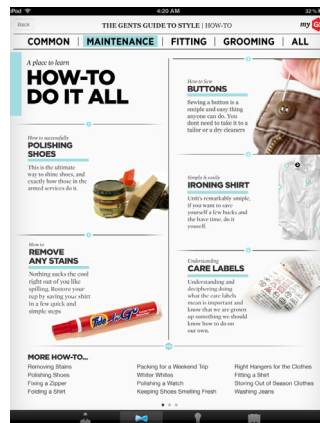 iPad 4:20 AM 32%
Back THE GENTS GUIDE TO STYLE | HOW-TO my
COMMON | MAINTENANCE | FITTING | GROOMING | ALL
A place to learn
HOW-TO
DO IT ALL
How to Sew
BUTTONS
Sewing a button is a
smiple and easy thing
anyone can do. You
dont need to take it to a
tailor or a dry cleaners
How to successfully
POLISHING
SHOES
This is the ultimate
way to shine shoes, and
exactly how those in the
armed services do it.
Simply & easily
IRONING SHIRT
Unit's remarkably smiple,
if you want to save
yourself a few bucks and
the have time, do it
yoruself.
How to
REMOVE
ANY STAINS
Nothing sucks the cool
right out of you like
spilling. Restore your
rep by saving your shirt
in a few quick and
simple steps
Tide to Go
Understanding
CARE LABELS
Understanding and
deciphering doing
what the care labels
mean is important and
know that we are grown
up something we should
know how to do on
our own.
MORE HOW-TO...
Removing Stains Packing for a Weekend Trip Right Hangers for the Clothes
Polishing Shoes Whiter Whites Fitting a Shirt
Fixing a Zipper Polishing a Watch Storing Out of Season Clothes
Folding a Shirt Keeping Shoes Smelling Fresh Washing Jeans